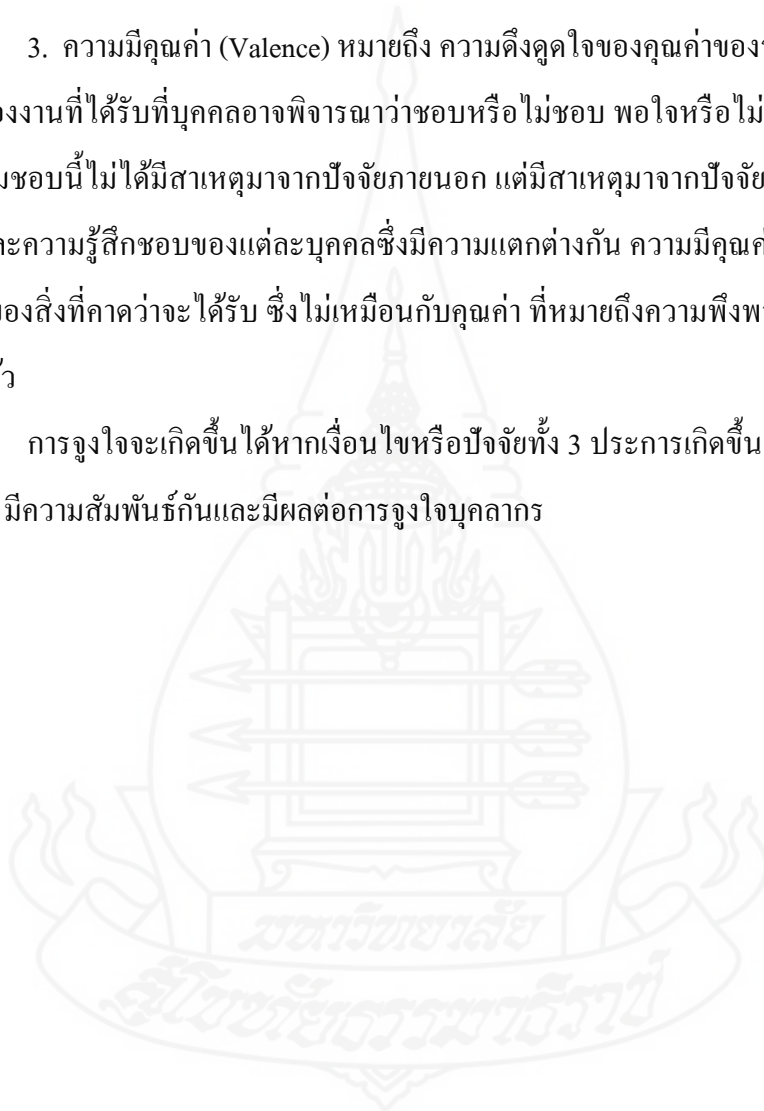 3. ความมีคุณค่า (Valence) หมายถึง ความดึงดูดใจของคุณค่าของ
องงานที่ได้รับที่บุคคลอาจพิจารณาว่าชอบหรือไม่ชอบ พอใจหรือไม่
มชอบนี้ไม่ได้มีสาเหตุมาจากปัจจัยภายนอก แต่มีสาเหตุมาจากปัจจัย
ละความรู้สึกชอบของแต่ละบุคคลซึ่งมีความแตกต่างกัน ความมีคุณค่
ของสิ่งที่คาดว่าจะได้รับ ซึ่งไม่เหมือนกับคุณค่า ที่หมายถึงความพึงพ
ัว
การจูงใจจะเกิดขึ้นได้หากเงื่อนไขหรือปัจจัยทั้ง 3 ประการเกิดขึ้น
มีความสัมพันธ์กันและมีผลต่อการจูงใจบุคลากร
มหาวิทยาลัย
สุโขทัยธรรมาธิราช